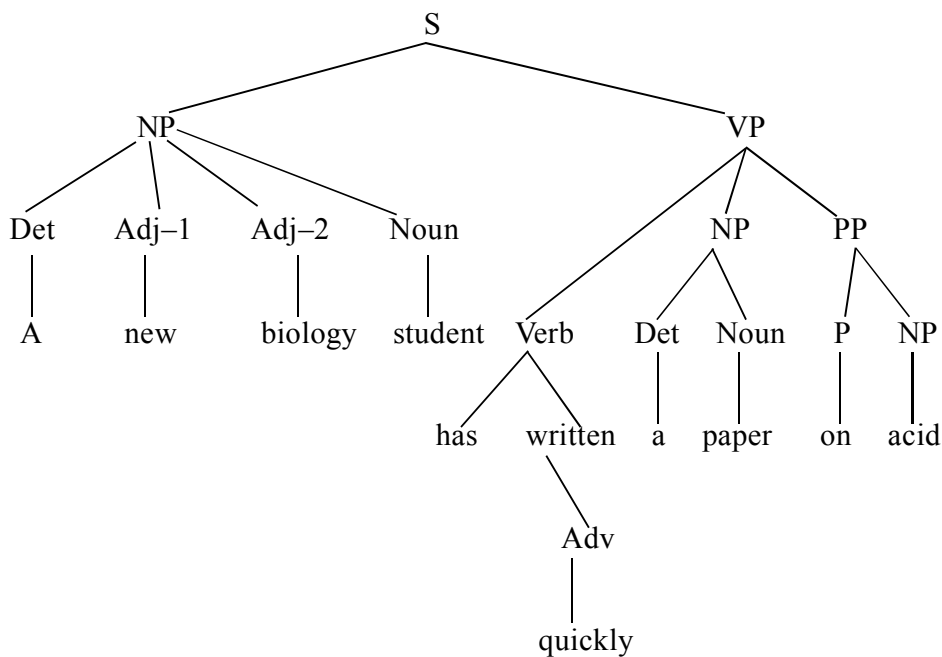 S
NP VP
Det Adj–1 Adj–2 Noun NP PP
A new biology student Verb Det Noun P NP
has written a paper on acid
Adv
quickly